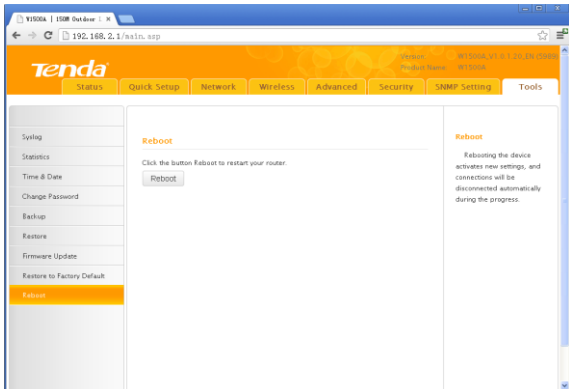 W1500A | 150M Outdoor
192.168.2.1/main.asp
Tenda
Version W1500A,V1.0.1.20_EN
Product Name W1500A
Status Quick Setup Network Wireless Advanced Security SNMP Setting Tools
Syslog
Statistics
Time & Date
Change Password
Backup
Restore
Firmware Update
Restore to Factory Default
Reboot
Reboot
Click the button Reboot to restart your router.
Reboot
Reboot
Rebooting the device
activates new settings, and
connections will be
disconnected automatically
during the progress.